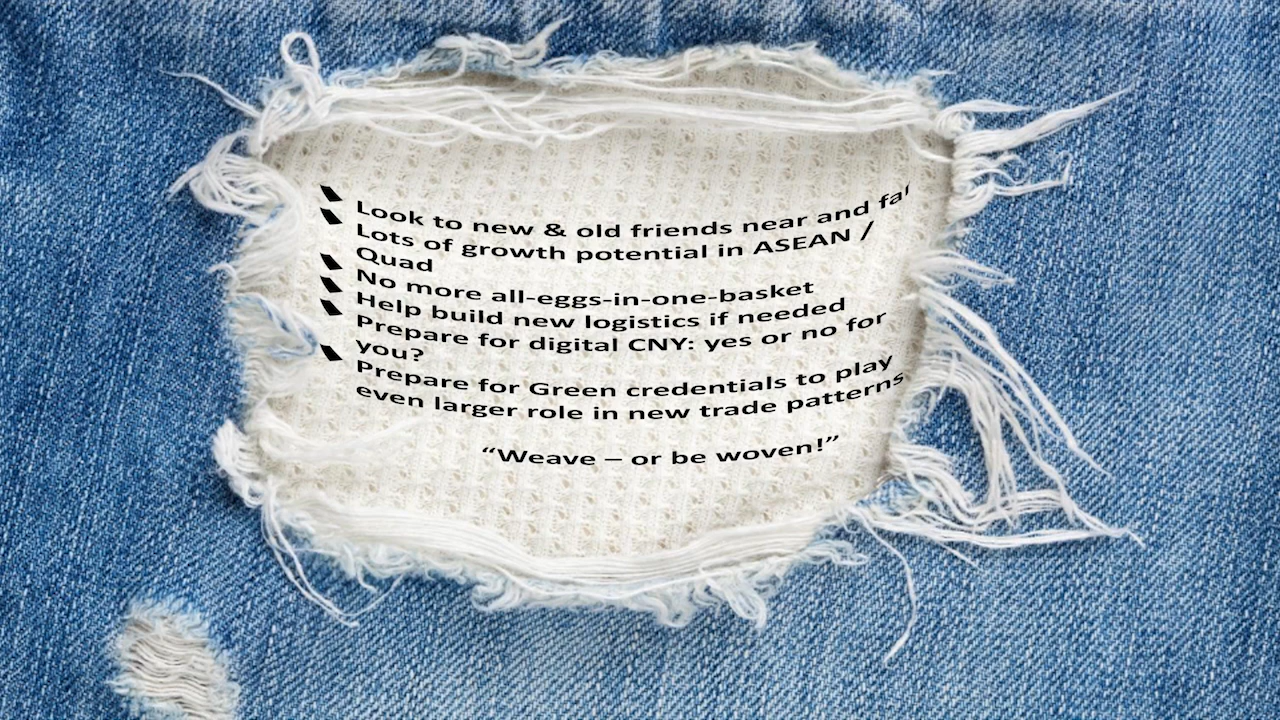 Look to new & old friends near and far
Lots of growth potential in ASEAN /
Quad
No more all-eggs-in-one-basket
Help build new logistics if needed
Prepare for digital CNY: yes or no for
you?
Prepare for Green credentials to play
even larger role in new trade patterns
“Weave – or be woven!”